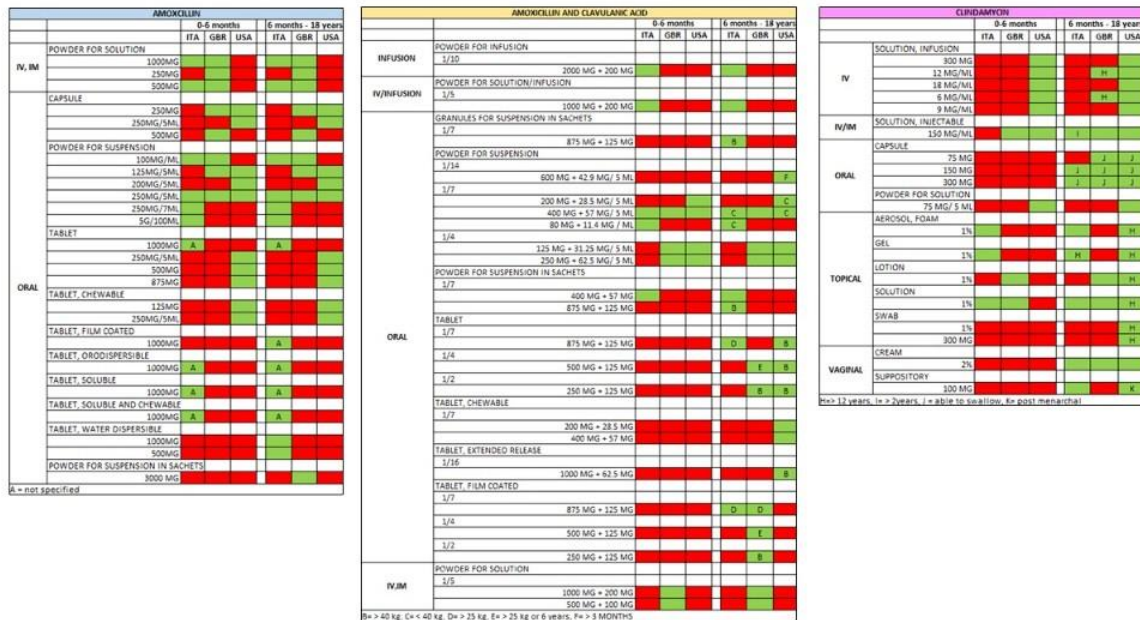 AMOXCILLIN
0-6 months 6 months - 18 years
ITA GBR USA ITA GBR USA
IV, IM
POWDER FOR SOLUTION
1000MG
250MG
500MG
ORAL
CAPSULE
250MG
250MG/5ML
500MG
POWDER FOR SUSPENSION
100MG/ML
125MG/5ML
200MG/5ML
250MG/5ML
250MG/7ML
5G/100ML
TABLET
1000MG A A
250MG/5ML
500MG
875MG
TABLET, CHEWABLE
125MG
250MG/5ML
TABLET, FILM COATED
1000MG A
TABLET, ORODISPERSIBLE
1000MG A A
TABLET, SOLUBLE
1000MG A A
TABLET, SOLUBLE AND CHEWABLE
1000MG A A
TABLET, WATER DISPERSIBLE
1000MG
500MG
POWDER FOR SUSPENSION IN SACHETS
3000 MG
A = not specified
AMOXICILLIN AND CLAVULANIC ACID
0-6 months 6 months - 18 years
ITA GBR USA ITA GBR USA
INFUSION
POWDER FOR INFUSION
1/10
2000 MG + 200 MG
IV/INFUSION
POWDER FOR SOLUTION/INFUSION
1/5
1000 MG + 200 MG
ORAL
GRANULES FOR SUSPENSION IN SACHETS
1/7
875 MG + 125 MG B
POWDER FOR SUSPENSION
1/14
600 MG + 42.9 MG/ 5 ML F
1/7
200 MG + 28.5 MG/ 5 ML C
400 MG + 57 MG/ 5 ML C C
80 MG + 11.4 MG / ML C
1/4
125 MG + 31.25 MG/ 5 ML
250 MG + 62.5 MG/ 5 ML
POWDER FOR SUSPENSION IN SACHETS
1/7
400 MG + 57 MG
875 MG + 125 MG B
TABLET
1/7
875 MG + 125 MG D B
1/4
500 MG + 125 MG E B
1/2
250 MG + 125 MG B B
TABLET, CHEWABLE
1/7
200 MG + 28.5 MG
400 MG + 57 MG
TABLET, EXTENDED RELEASE
1/16
1000 MG + 62.5 MG B
TABLET, FILM COATED
1/7
875 MG + 125 MG D D
1/4
500 MG + 125 MG E
1/2
250 MG + 125 MG B
IV.IM
POWDER FOR SOLUTION
1/5
1000 MG + 200 MG
500 MG + 100 MG
B= > 40 kg, C= < 40 kg, D= > 25 kg, E= > 25 kg or 6 years, F= > 3 MONTHS
CLINDAMYCIN
0-6 months 6 months - 18 years
ITA GBR USA ITA GBR USA
IV
SOLUTION, INFUSION
300 MG
12 MG/ML H
18 MG/ML
6 MG/ML H
9 MG/ML
IV/IM
SOLUTION, INJECTABLE
150 MG/ML I
ORAL
CAPSULE
75 MG J J
150 MG J J J
300 MG J J J
POWDER FOR SOLUTION
75 MG/ 5 ML
TOPICAL
AEROSOL, FOAM
1% H
GEL
1% H H
LOTION
1% H
SOLUTION
1% H
SWAB
1% H
300 MG H
VAGINAL
CREAM
2%
SUPPOSITORY
100 MG K
H=> 12 years, I= > 2years, J = able to swallow, K= post menarchal